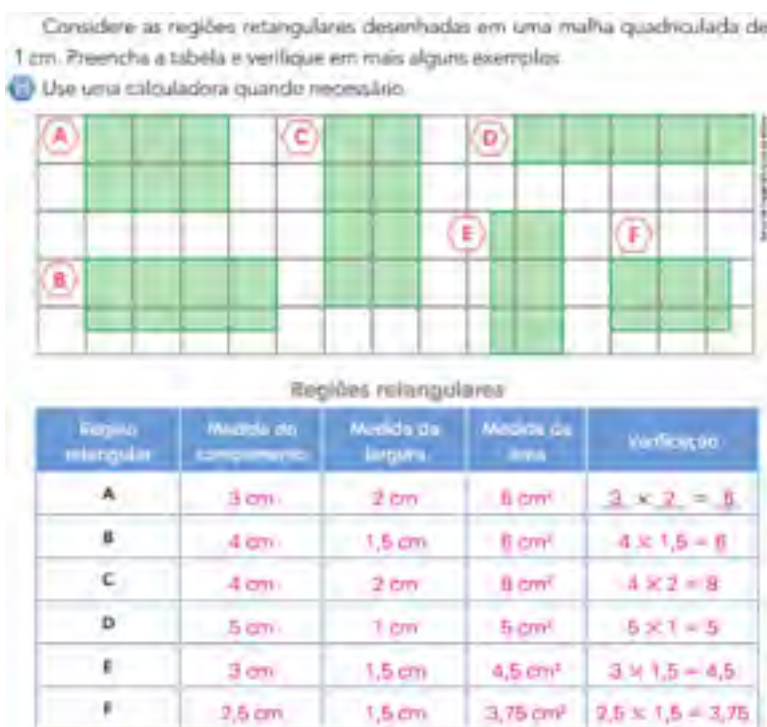 Considere as regiões retangulares desenhadas em uma malha quadriculada de
1 cm. Preencha a tabela e verifique em mais alguns exemplos
Use uma calculadora quando necessário.
A C D
E F
B
Regiões retangulares
Região retangular Medida do comprimento Medida da largura Medida da área Verificação
A 3 cm 2 cm 6 cm² 3 × 2 = 6
B 4 cm 1,5 cm 6 cm² 4 × 1,5 = 6
C 4 cm 2 cm 8 cm² 4 × 2 = 8
D 5 cm 1 cm 5 cm² 5 × 1 = 5
E 3 cm 1,5 cm 4,5 cm² 3 × 1,5 = 4,5
F 2,5 cm 1,5 cm 3,75 cm² 2,5 × 1,5 = 3,75